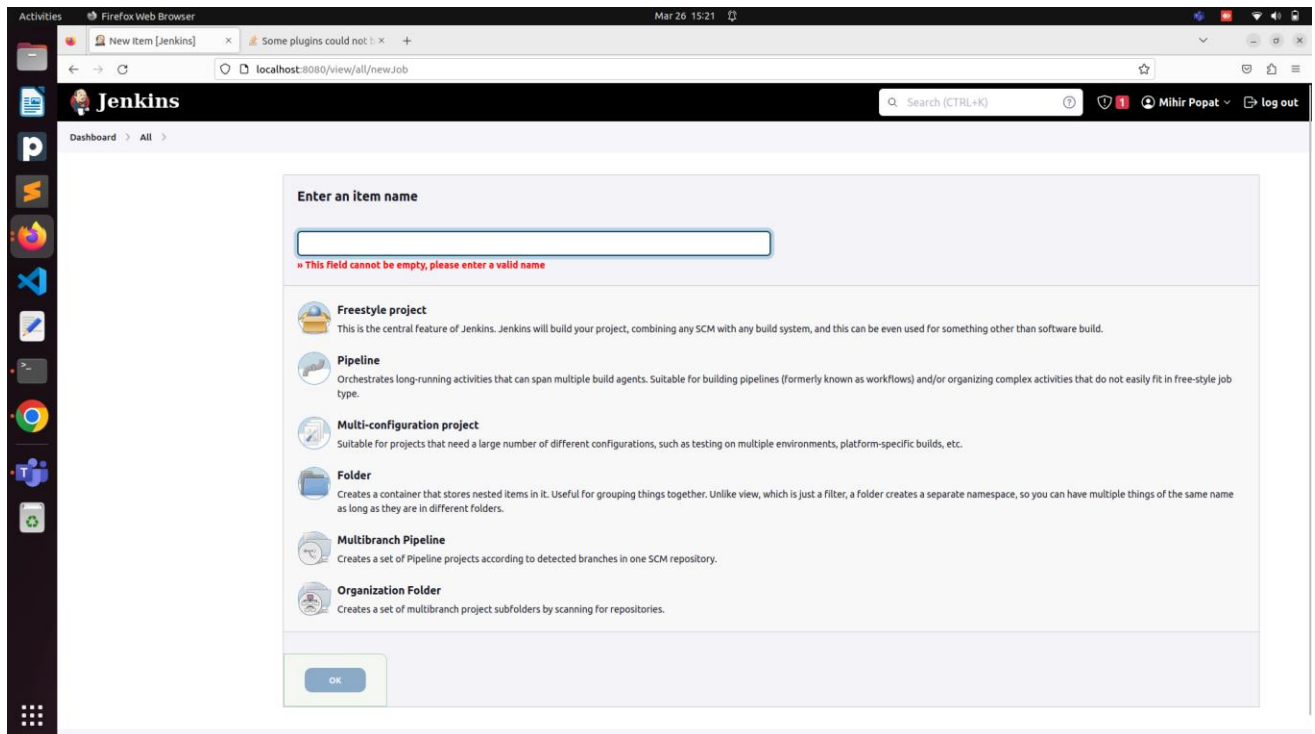 Activities Firefox Web Browser Mar 26 15:21
New Item [Jenkins] × Some plugins could not b × +
localhost:8080/view/all/newJob
Jenkins Search (CTRL+K) 1 Mihir Popat log out
Dashboard All
Enter an item name
» This field cannot be empty, please enter a valid name
Freestyle project
This is the central feature of Jenkins. Jenkins will build your project, combining any SCM with any build system, and this can be even used for something other than software build.
Pipeline
Orchestrates long-running activities that can span multiple build agents. Suitable for building pipelines (formerly known as workflows) and/or organizing complex activities that do not easily fit in free-style job
type.
Multi-configuration project
Suitable for projects that need a large number of different configurations, such as testing on multiple environments, platform-specific builds, etc.
Folder
Creates a container that stores nested items in it. Useful for grouping things together. Unlike view, which is just a filter, a folder creates a separate namespace, so you can have multiple things of the same name
as long as they are in different folders.
Multibranch Pipeline
Creates a set of Pipeline projects according to detected branches in one SCM repository.
Organization Folder
Creates a set of multibranch project subfolders by scanning for repositories.
OK